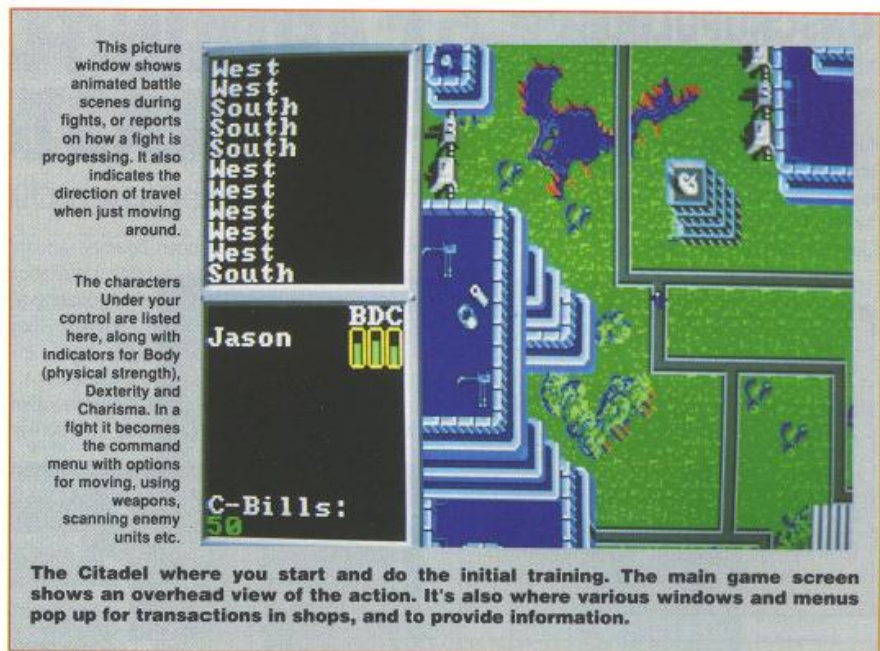 This picture
window shows
animated battle
scenes during
fights, or reports
on how a fight is
progressing. It also
indicates the
direction of travel
when just moving
around.
The characters
Under your
control are listed
here, along with
indicators for Body
(physical strength),
Dexterity and
Charisma. In a
fight it becomes
the command
menu with options
for moving, using
weapons,
scanning enemy
units etc.
West
West
South
South
South
West
West
West
West
West
South
BDC
Jason
C-Bills:
50
The Citadel where you start and do the initial training. The main game screen
shows an overhead view of the action. It's also where various windows and menus
pop up for transactions in shops, and to provide information.